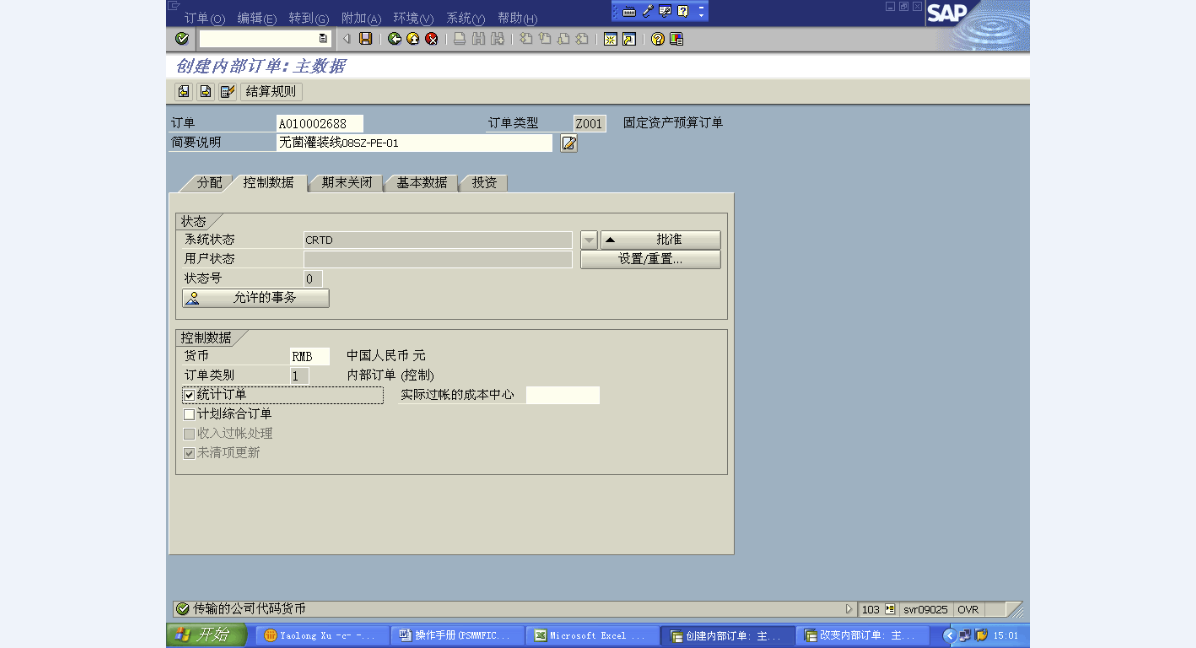 订单(O) 编辑(E) 转到(G) 附加(A) 环境(V) 系统(Y) 帮助(H)
SAP
创建内部订单: 主数据
结算规则
订单 A010002688 订单类型 Z001 固定资产预算订单
简要说明 无菌灌装线08SZ-PE-01
分配 控制数据 期末关闭 基本数据 投资
状态
系统状态 CRTD 批准
用户状态 设置/重置...
状态号 0
允许的事务
控制数据
货币 RMB 中国人民币 元
订单类别 1 内部订单 (控制)
统计订单 实际过帐的成本中心
计划综合订单
收入过帐处理
未清项更新
传输的公司代码货币 103 svr09025 OVR
开始 Taolong Xu -c- -... 操作手册(PSMMFIC... Microsoft Excel ... 创建内部订单: 主... 改变内部订单: 主... 15:01